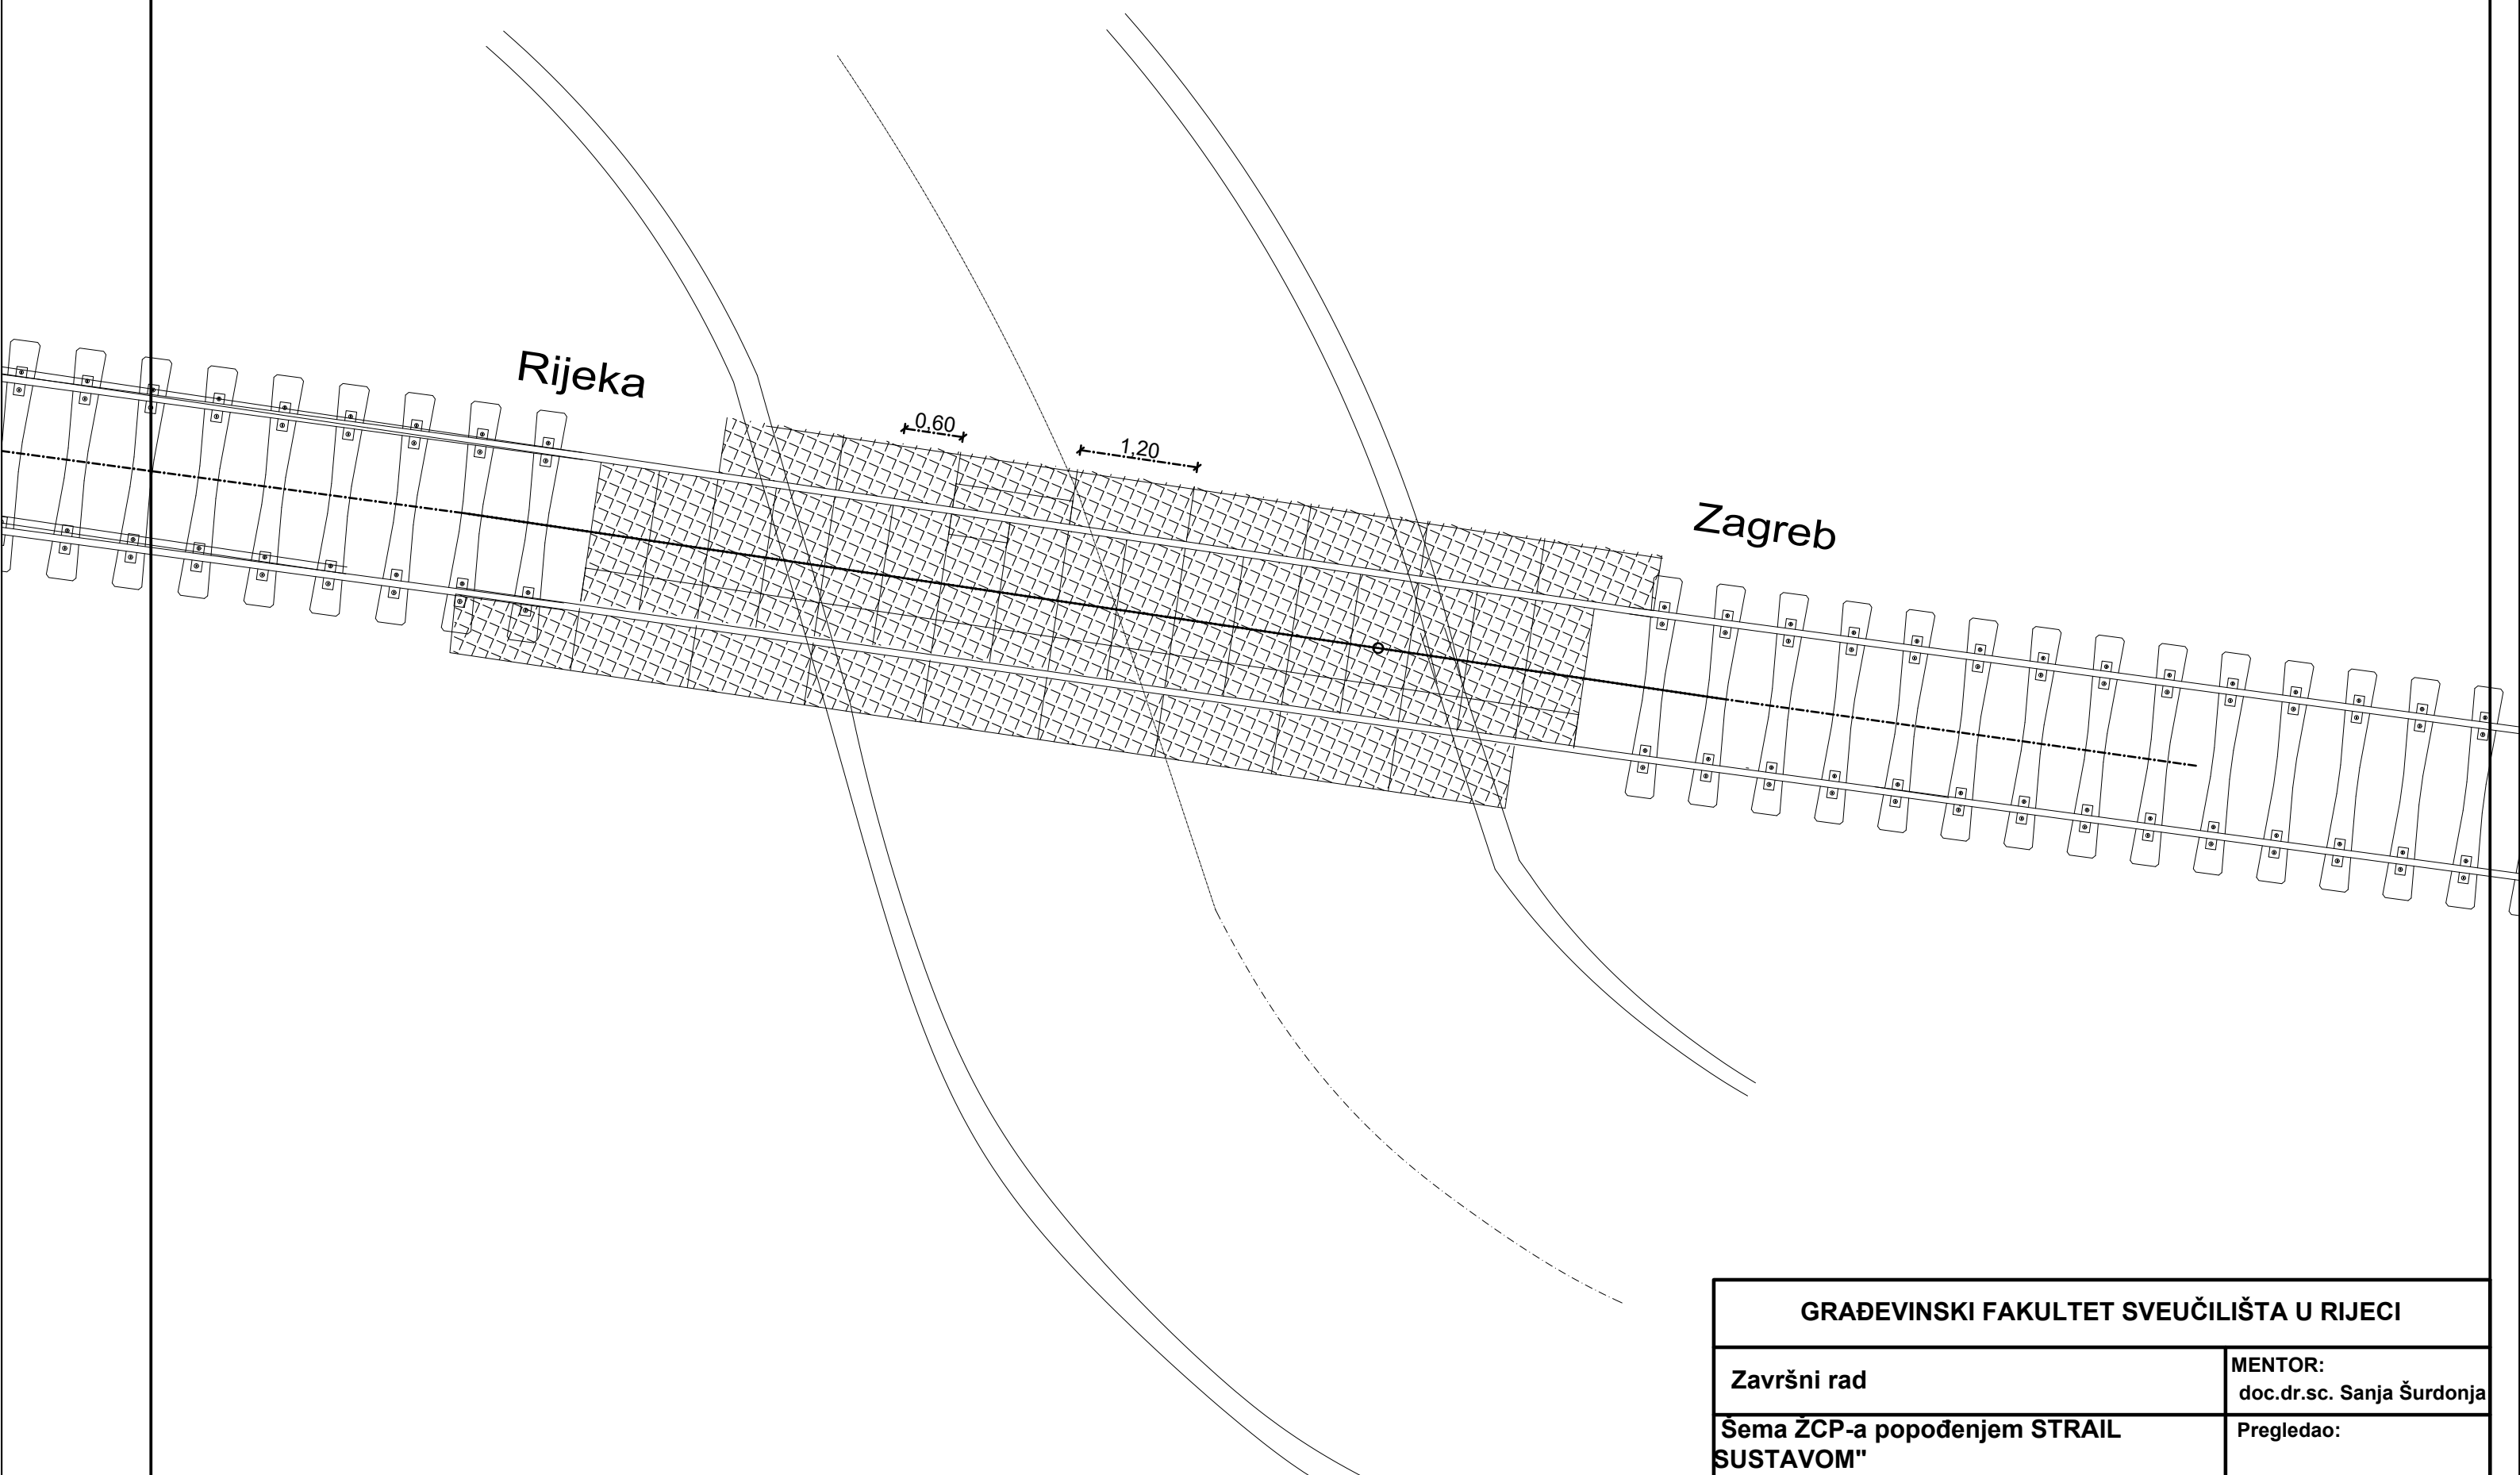 Rijeka
0,60
1,20
Zagreb
GRAĐEVINSKI FAKULTET SVEUČILIŠTA U RIJECI
Završni rad
MENTOR:
doc.dr.sc. Sanja Šurdonja
Šema ŽCP-a popođenjem STRAIL
SUSTAVOM"
Pregledao: